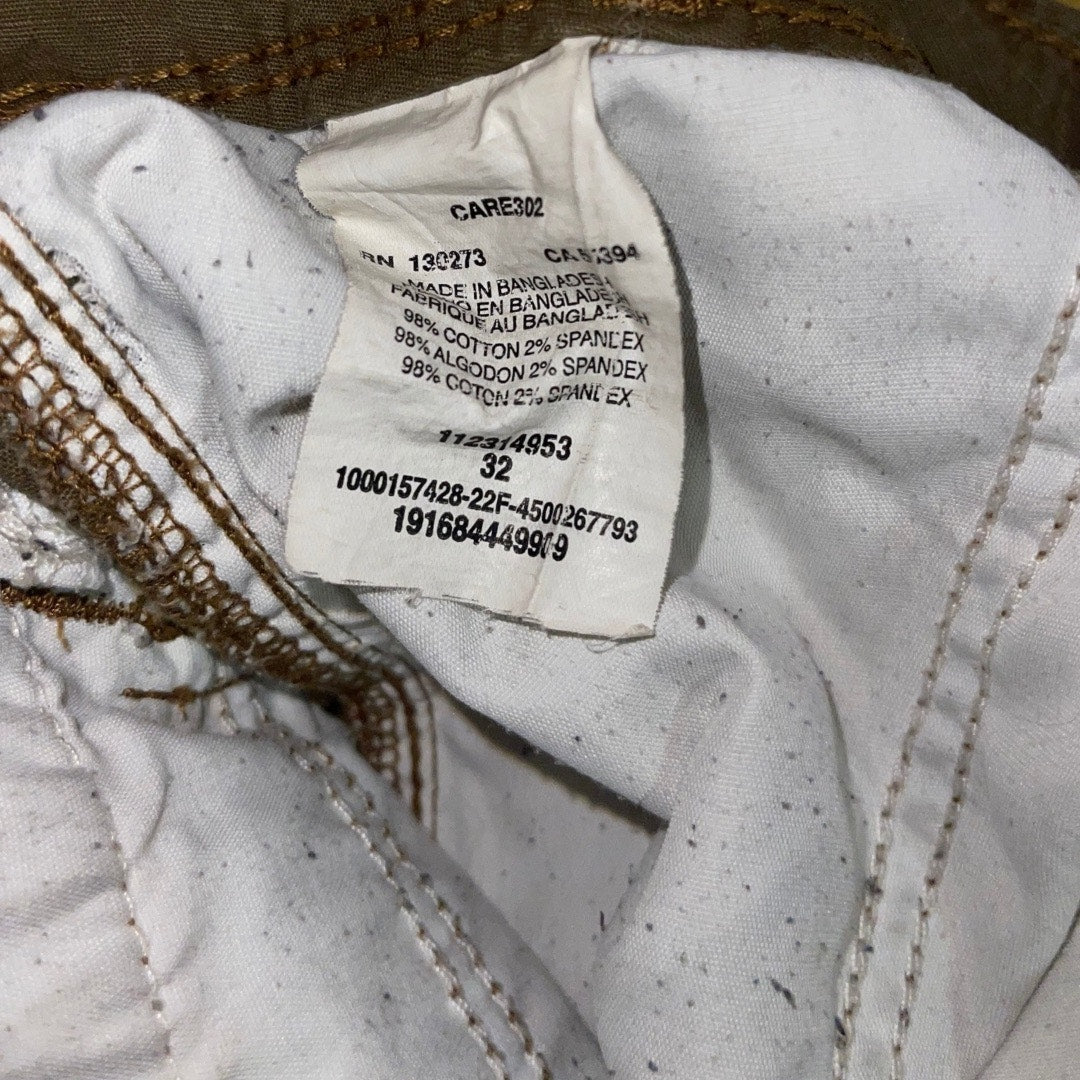 CARE302
RN 130273
MADE IN BANGLADESH
FABRIQUE AU BANGLADESH
98% COTTON 2% SPANDEX
98% ALGODON 2% SPANDEX
98% COTON 2% SPANDEX
112314953
32
1000157428-22F-4500267793